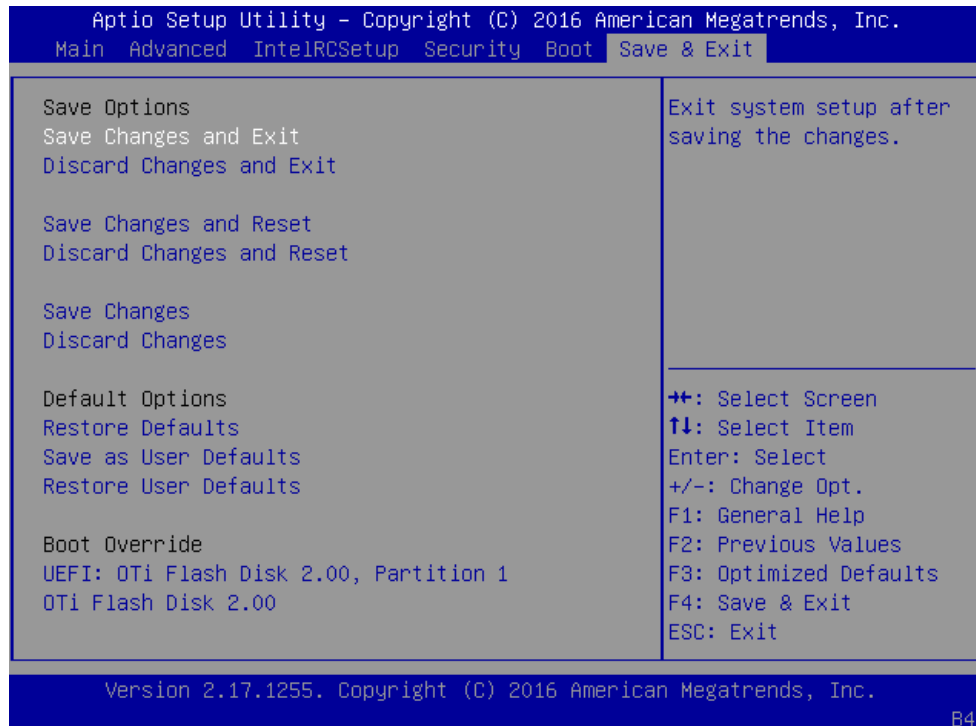 Aptio Setup Utility – Copyright (C) 2016 American Megatrends, Inc.
Main Advanced IntelRCSetup Security Boot Save & Exit
Save Options
Save Changes and Exit
Discard Changes and Exit
Save Changes and Reset
Discard Changes and Reset
Save Changes
Discard Changes
Default Options
Restore Defaults
Save as User Defaults
Restore User Defaults
Boot Override
UEFI: OTi Flash Disk 2.00, Partition 1
OTi Flash Disk 2.00
Exit system setup after
saving the changes.
→←: Select Screen
↑↓: Select Item
Enter: Select
+/-: Change Opt.
F1: General Help
F2: Previous Values
F3: Optimized Defaults
F4: Save & Exit
ESC: Exit
Version 2.17.1255. Copyright (C) 2016 American Megatrends, Inc.
B4